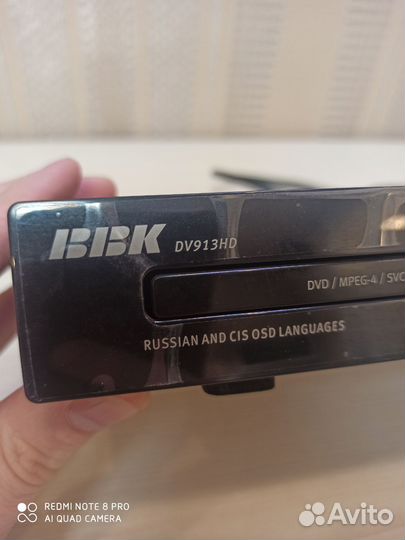 BBK DV913HD
DVD / MPEG-4 / SVC
RUSSIAN AND CIS OSD LANGUAGES
REDMI NOTE 8 PRO
AI QUAD CAMERA
Avito